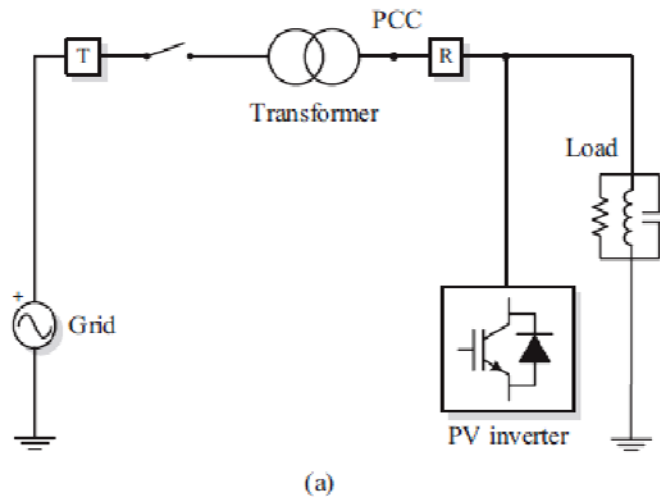 PCC
T
R
Transformer
Load
+
Grid
PV inverter
(a)